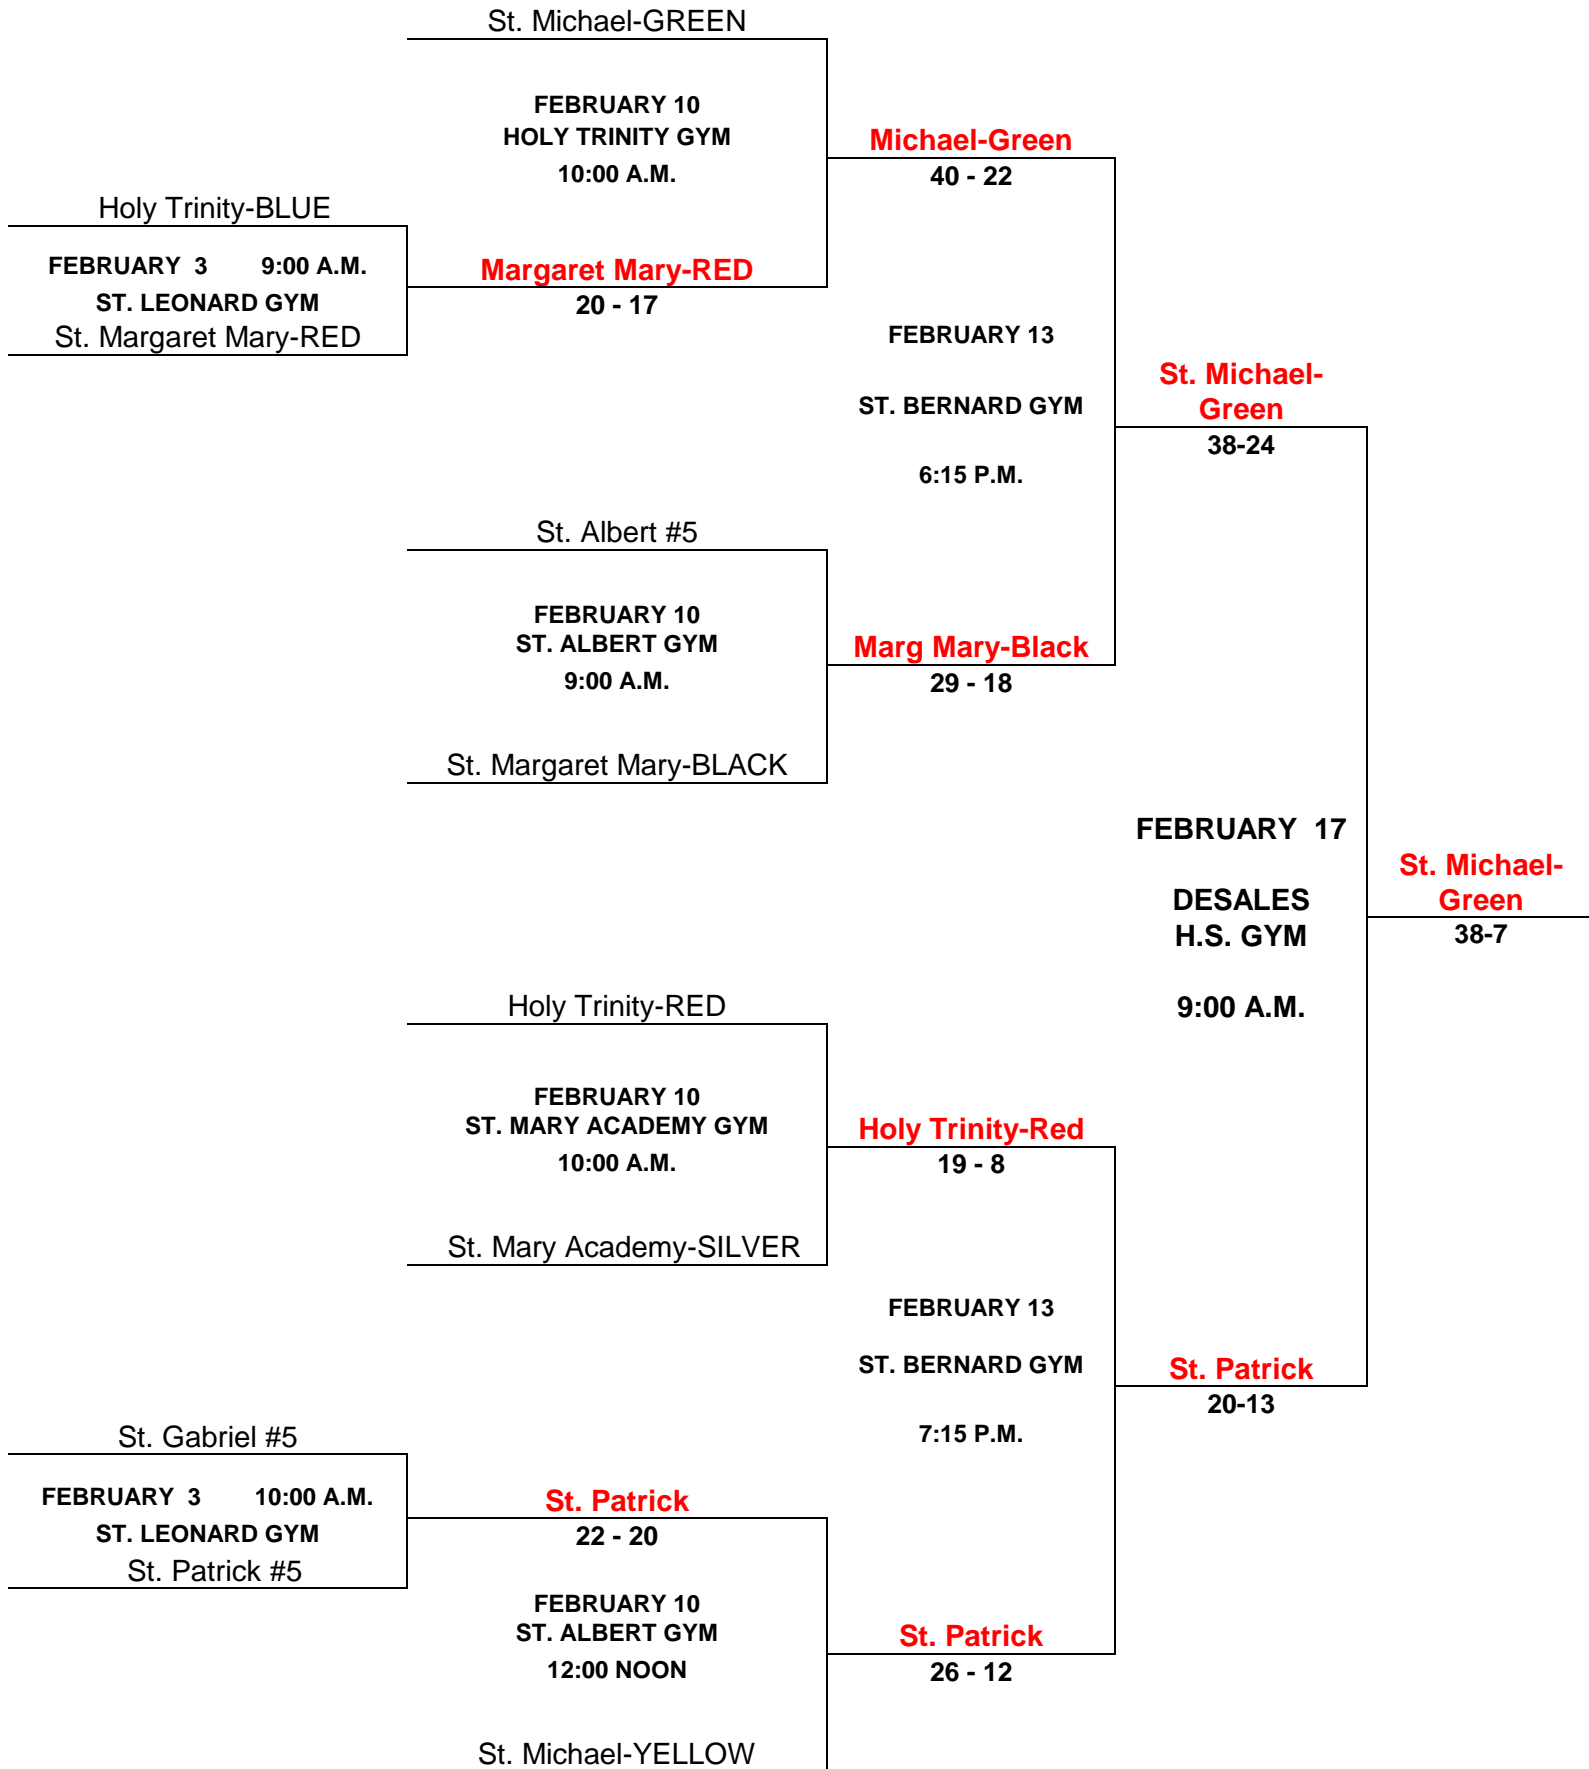 St. Michael-GREEN
FEBRUARY 10
HOLY TRINITY GYM
10:00 A.M.
Michael-Green
40 - 22
Holy Trinity-BLUE
FEBRUARY 3 9:00 A.M.
ST. LEONARD GYM
St. Margaret Mary-RED
Margaret Mary-RED
20 - 17
FEBRUARY 13
ST. BERNARD GYM
6:15 P.M.
St. Michael-
Green
38-24
St. Albert #5
FEBRUARY 10
ST. ALBERT GYM
9:00 A.M.
Marg Mary-Black
29 - 18
St. Margaret Mary-BLACK
FEBRUARY 17
DESALES
H.S. GYM
9:00 A.M.
St. Michael-
Green
38-7
Holy Trinity-RED
FEBRUARY 10
ST. MARY ACADEMY GYM
10:00 A.M.
Holy Trinity-Red
19 - 8
St. Mary Academy-SILVER
FEBRUARY 13
ST. BERNARD GYM
7:15 P.M.
St. Patrick
20-13
St. Gabriel #5
FEBRUARY 3 10:00 A.M.
ST. LEONARD GYM
St. Patrick #5
St. Patrick
22 - 20
FEBRUARY 10
ST. ALBERT GYM
12:00 NOON
St. Patrick
26 - 12
St. Michael-YELLOW